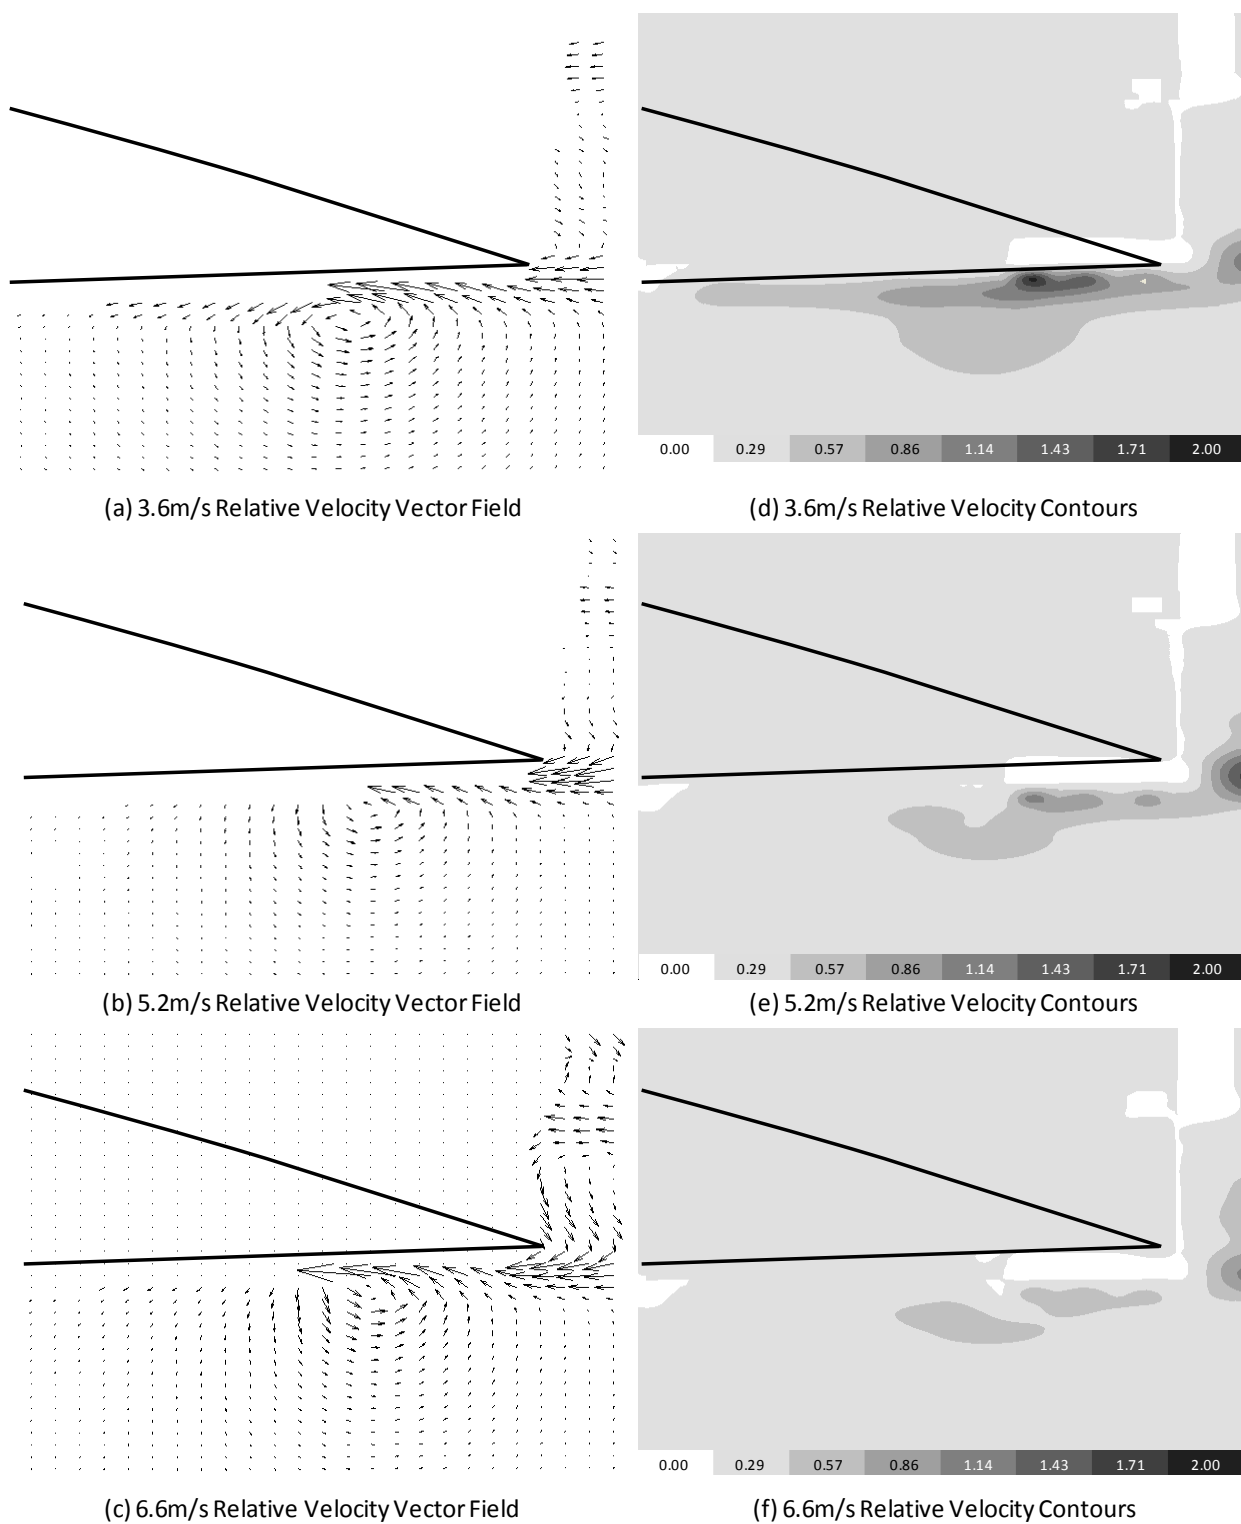 0.00 0.29 0.57 0.86 1.14 1.43 1.71 2.00
(a) 3.6m/s Relative Velocity Vector Field
(d) 3.6m/s Relative Velocity Contours
0.00 0.29 0.57 0.86 1.14 1.43 1.71 2.00
(b) 5.2m/s Relative Velocity Vector Field
(e) 5.2m/s Relative Velocity Contours
0.00 0.29 0.57 0.86 1.14 1.43 1.71 2.00
(c) 6.6m/s Relative Velocity Vector Field
(f) 6.6m/s Relative Velocity Contours